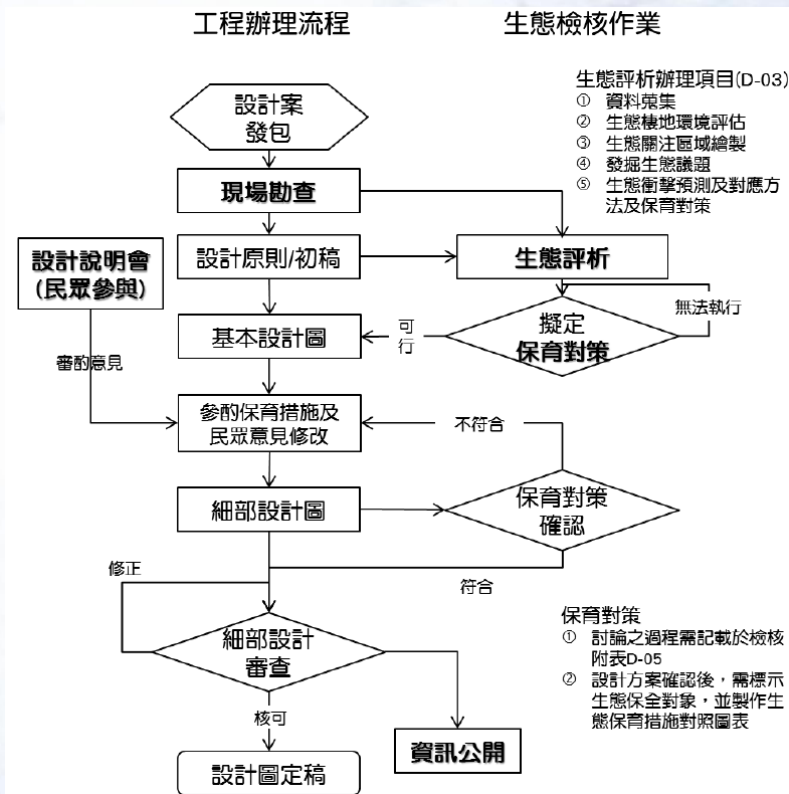 工程辦理流程
生態檢核作業
生態評析辦理項目(D-03)
① 資料蒐集
② 生態棲地環境評估
③ 生態關注區域繪製
④ 發掘生態議題
⑤ 生態衝擊預測及對應方
法及保育對策
設計案
發包
現場勘查
設計說明會
(民眾參與)
設計原則/初稿
生態評析
無法執行
擬定
保育對策
可
行
基本設計圖
審酌意見
參酌保育措施及
民眾意見修改
不符合
細部設計圖
保育對策
確認
修正
符合
細部設計
審查
保育對策
① 討論之過程需記載於檢核
附表D-05
② 設計方案確認後，需標示
生態保全對象，並製作生
態保育措施對照圖表
核可
資訊公開
設計圖定稿